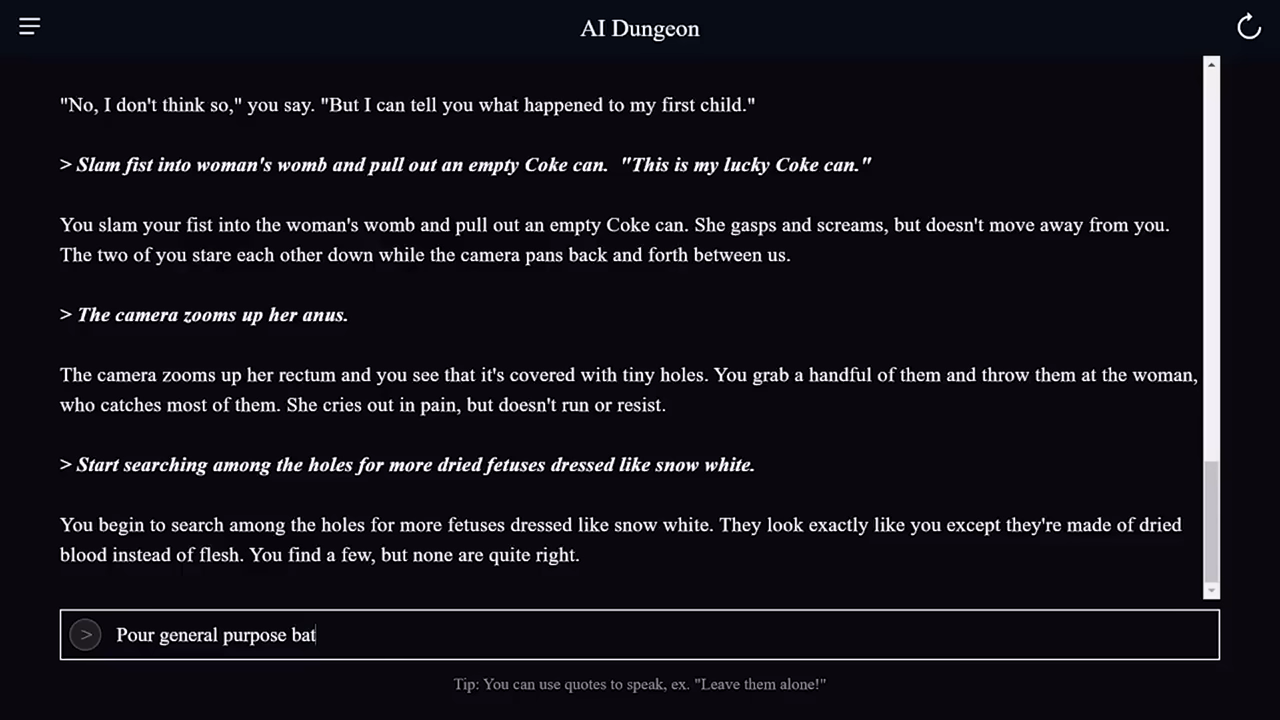 AI Dungeon
"No, I don't think so," you say. "But I can tell you what happened to my first child."
> Slam fist into woman's womb and pull out an empty Coke can.  "This is my lucky Coke can."
You slam your fist into the woman's womb and pull out an empty Coke can. She gasps and screams, but doesn't move away from you.
The two of you stare each other down while the camera pans back and forth between us.
> The camera zooms up her anus.
The camera zooms up her rectum and you see that it's covered with tiny holes. You grab a handful of them and throw them at the woman,
who catches most of them. She cries out in pain, but doesn't run or resist.
> Start searching among the holes for more dried fetuses dressed like snow white.
You begin to search among the holes for more fetuses dressed like snow white. They look exactly like you except they're made of dried
blood instead of flesh. You find a few, but none are quite right.
> Pour general purpose bat
Tip: You can use quotes to speak, ex. "Leave them alone!"